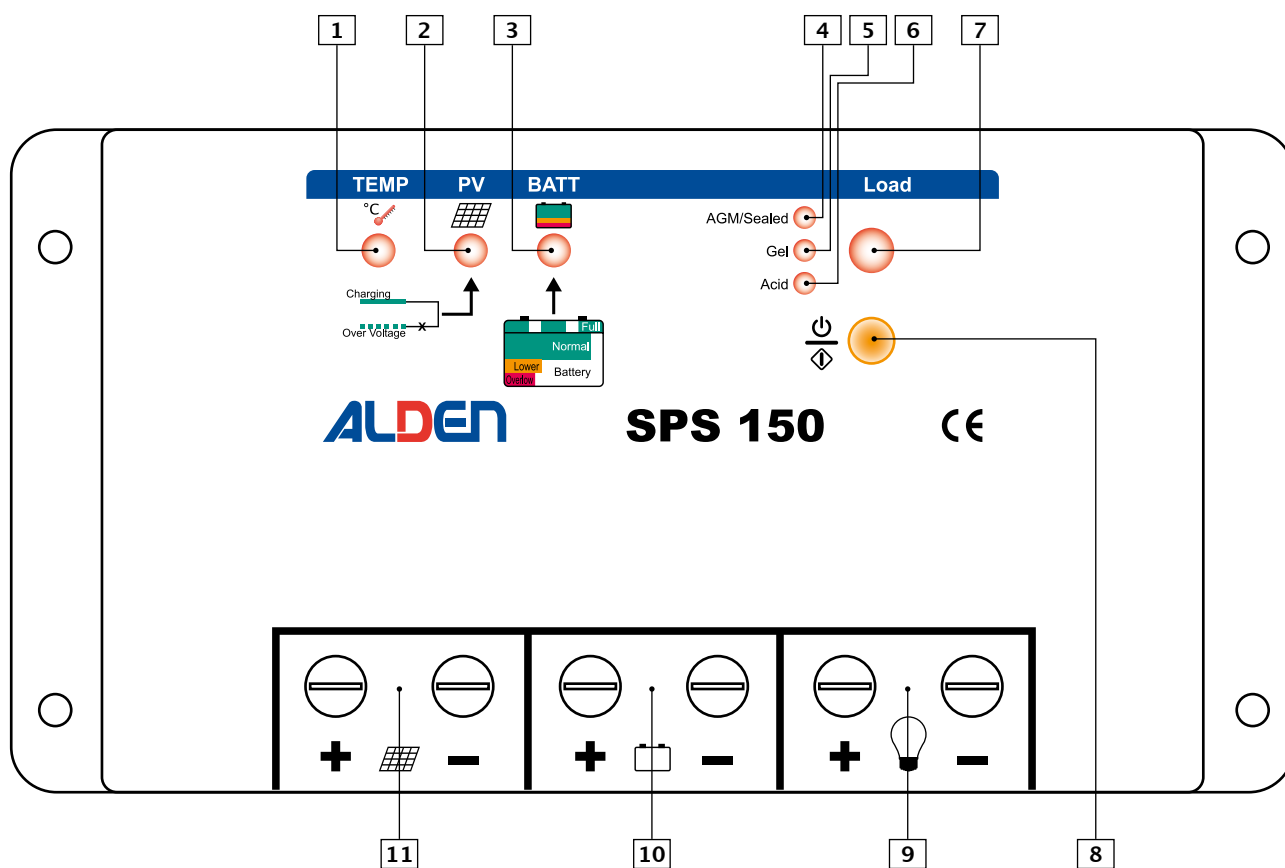 1 2 3 4 5 6 7
TEMP PV BATT Load
°C
AGM/Sealed
Gel
Acid
Charging
Over Voltage
x
Full
Normal
Lower
Battery
Overlow
ALDEN SPS 150 CE
+ - + - + -
11 10 9 8